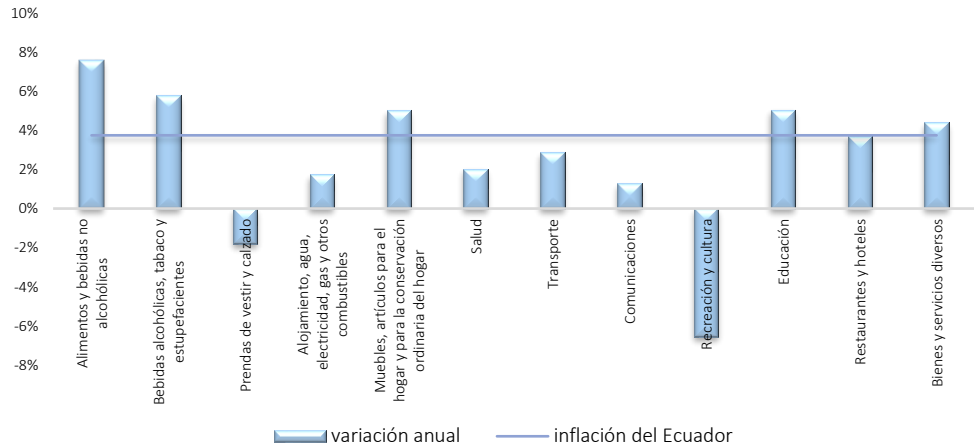 10%
8%
6%
4%
2%
0%
-2%
-4%
-6%
-8%
Alimentos y bebidas no
alcohólicas
Bebidas alcohólicas, tabaco y
estupefacientes
Prendas de vestir y calzado
Alojamiento, agua,
electricidad, gas y otros
combustibles
Muebles, artículos para el
hogar y para la conservación
ordinaria del hogar
Salud
Transporte
Comunicaciones
Recreación y cultura
Educación
Restaurantes y hoteles
Bienes y servicios diversos
variación anual
inflación del Ecuador